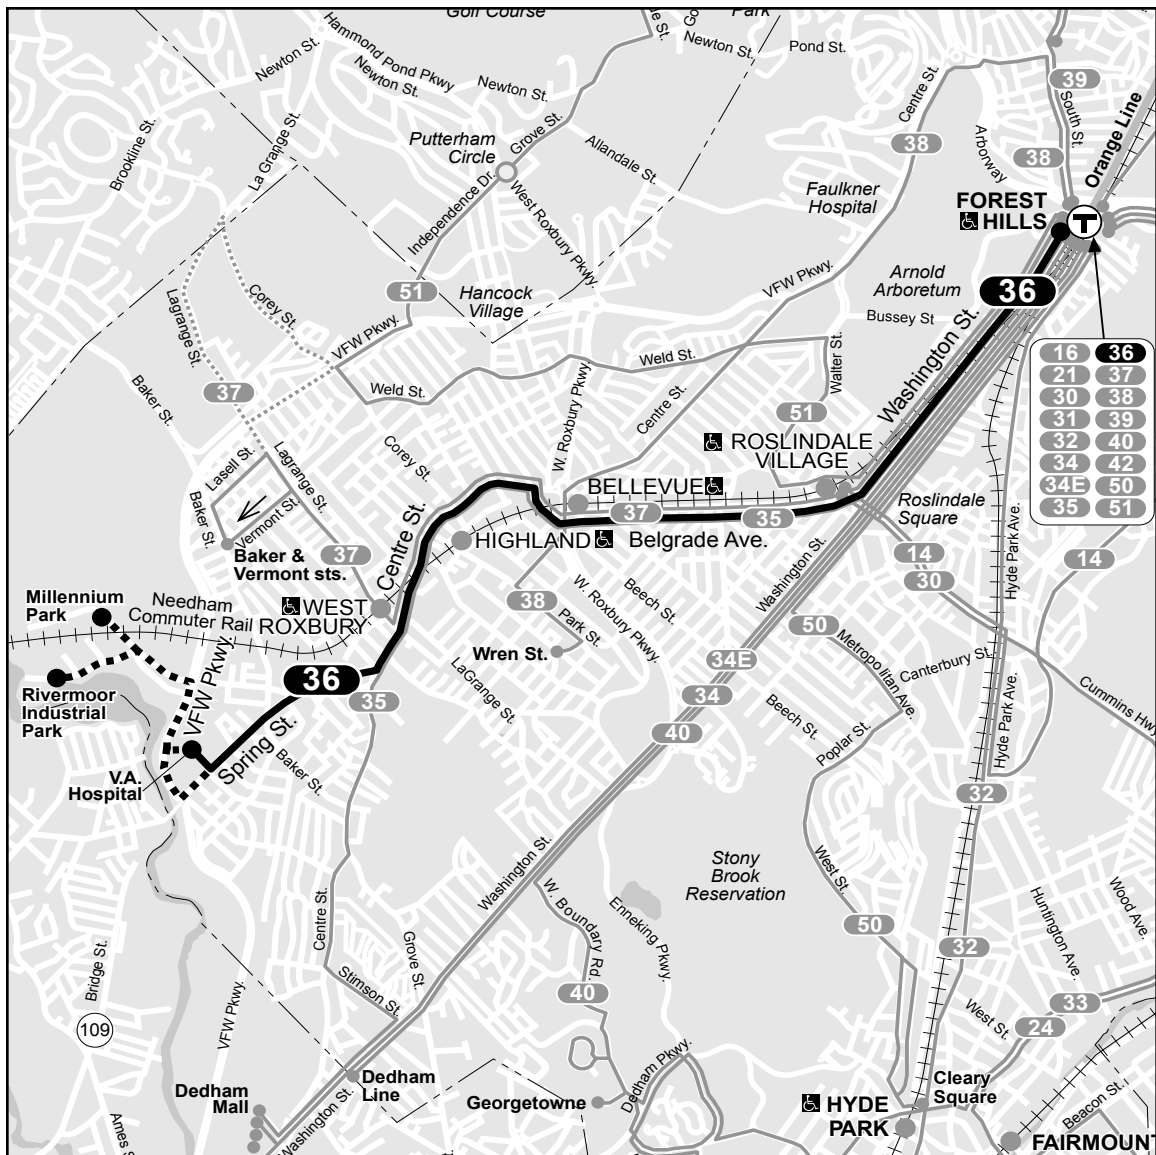 Golf Course
Park
Newton St.
Hammond Pond Pkwy
Newton St.
Newton St.
Newton St.
Pond St.
Centre St.
39
South St.
Orange Line
Brookline St.
La Grange St.
Putterham
Circle
Grove St.
Allandale St.
38
Arborway
38
Faulkner
Hospital
FOREST
HILLS
T
Independence Dr.
West Roxbury Pkwy.
51
Hancock
Village
VFW Pkwy.
Arnold
Arboretum
36
Bussey St
Lagrange St.
Corey St.
VFW Pkwy.
Weld St.
Weld St.
Walter St.
Washington St.
16 36
21 37
30 38
31 39
32 40
34 42
34E 50
35 51
37
Baker St.
W. Roxbury Pkwy.
Centre St.
51
ROSLINDALE
VILLAGE
Corey St.
Lasell St.
Lagrange St.
BELLEVUE
37
35
Roslindale
Square
Baker St.
Vermont St.
Baker &
Vermont sts.
37
Centre St.
HIGHLAND
Belgrade Ave.
Washington St.
14
30
14
Hyde Park Ave.
Millennium
Park
Needham
Commuter Rail
WEST
ROXBURY
38
Park St.
Wren St.
W. Roxbury Pkwy.
Beech St.
50
Metropolitan Ave.
Canterbury St.
34E
34
40
Rivermoor
Industrial
Park
VFW Pkwy
36
35
LaGrange St.
Beech St.
Poplar St.
Hyde Park Ave.
Cummins Hwy
Spring St.
V.A.
Hospital
Baker St.
32
Washington St.
Stony
Brook
Reservation
West St.
Centre St.
Grove St.
W. Boundary Rd.
Enneking Pkwy.
50
32
Huntington Ave.
Wood Ave.
Bridge St.
Stimson St.
40
33
109
VFW Pkwy.
West St.
24
Dedham
Mall
Washington St.
Dedham
Line
Georgetowne
Dedham Pkwy.
HYDE
PARK
Cleary
Square
Beacon St.
Ames S
FAIRMOUNT